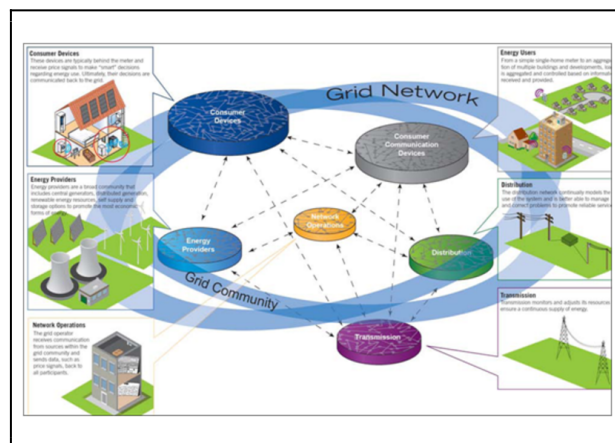 Consumer Devices
These devices are typically behind the meter and
receive price signals to make "smart" decisions
regarding energy use. Ultimately, their decisions are
communicated back to the grid.
Energy Users
From a simple single-home meter to an aggrega-
tion of multiple buildings and developments, load
is aggregated and controlled based on informat
received and provided.
Grid Network
Consumer
Devices
Consumer
Communication
Devices
Energy Providers
Energy providers are a broad community that
includes central generators, distributed generation,
renewable energy resources, self supply and
storage options to promote the most economic
forms of energy.
Distribution
The distribution network continually models the
use of the system and is better able to manage
and correct problems to provide reliable service
Network
Operations
Energy
Providers
Distribution
Grid Community
Transmission
Transmission
Transmission monitors and adjusts its resources
ensure a continuous supply of energy.
Network Operations
The grid operator
receives communication
from sources within the
grid community and
sends data, such as
price signals, back to
all participants.